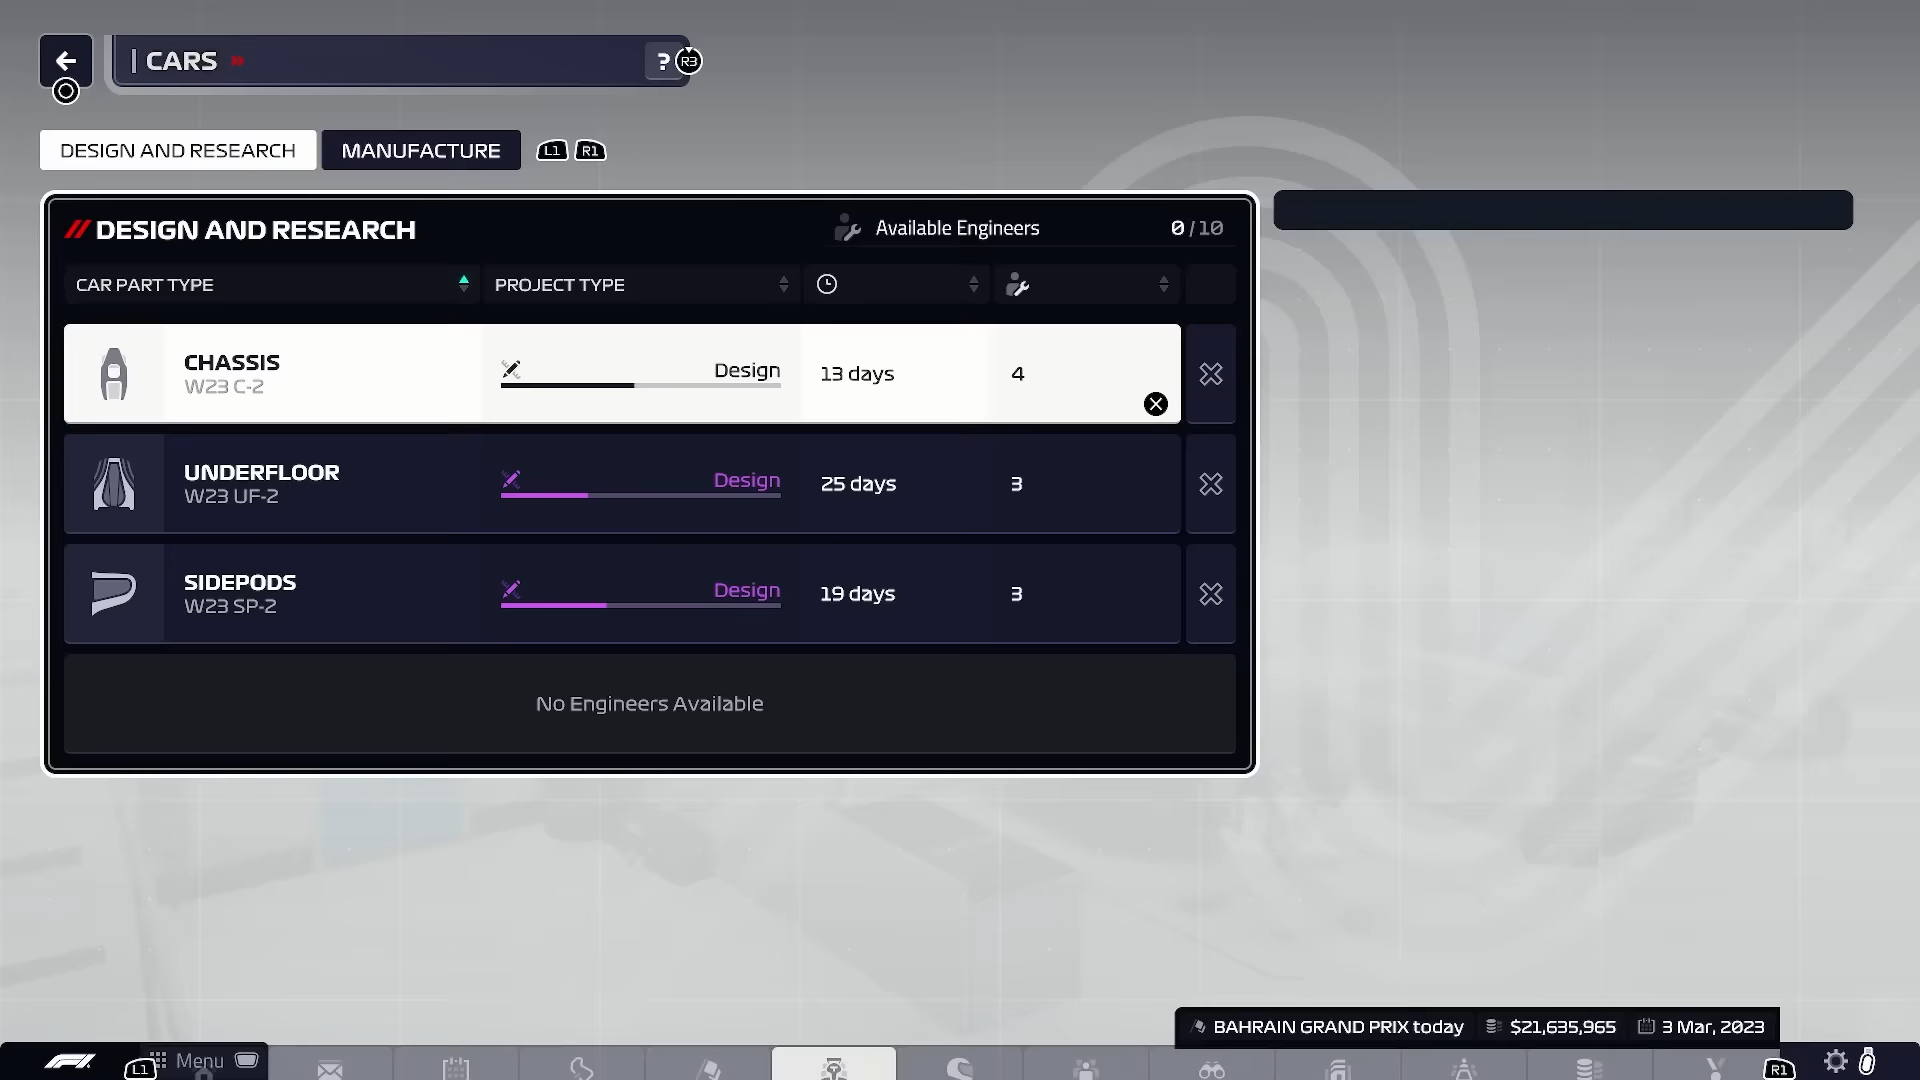 CARS
?
R3
DESIGN AND RESEARCH
MANUFACTURE
L1
R1
DESIGN AND RESEARCH
Available Engineers
0/10
CAR PART TYPE
PROJECT TYPE
CHASSIS
W23 C-2
Design
13 days
4
UNDERFLOOR
W23 UF-2
Design
25 days
3
SIDEPODS
W23 SP-2
Design
19 days
3
No Engineers Available
BAHRAIN GRAND PRIX today
$21,635,965
3 Mar, 2023
F1
L1
Menu
R1